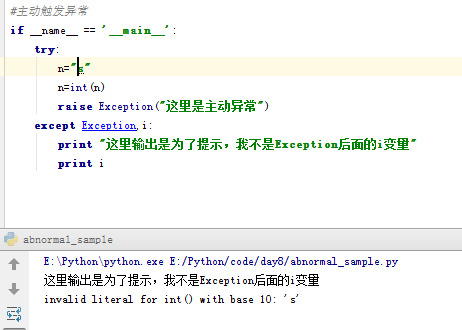 #主动触发异常
if __name__ == '__main__':
try:
n="s"
n=int(n)
raise Exception("这里是主动异常")
except Exception,i:
print "这里输出是为了提示，我不是Exception后面的i变量"
print i
abnormal_sample
E:\Python\python.exe E:/Python/code/day8/abnormal_sample.py
这里输出是为了提示，我不是Exception后面的i变量
invalid literal for int() with base 10: 's'